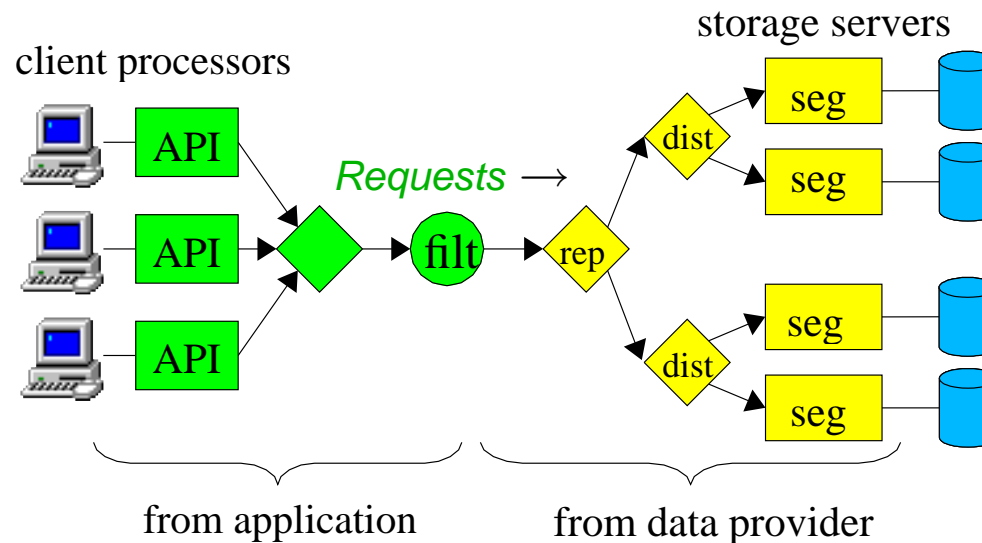 storage servers
client processors
API
API
API
Requests →
filt
rep
dist
dist
seg
seg
seg
seg
from application
from data provider